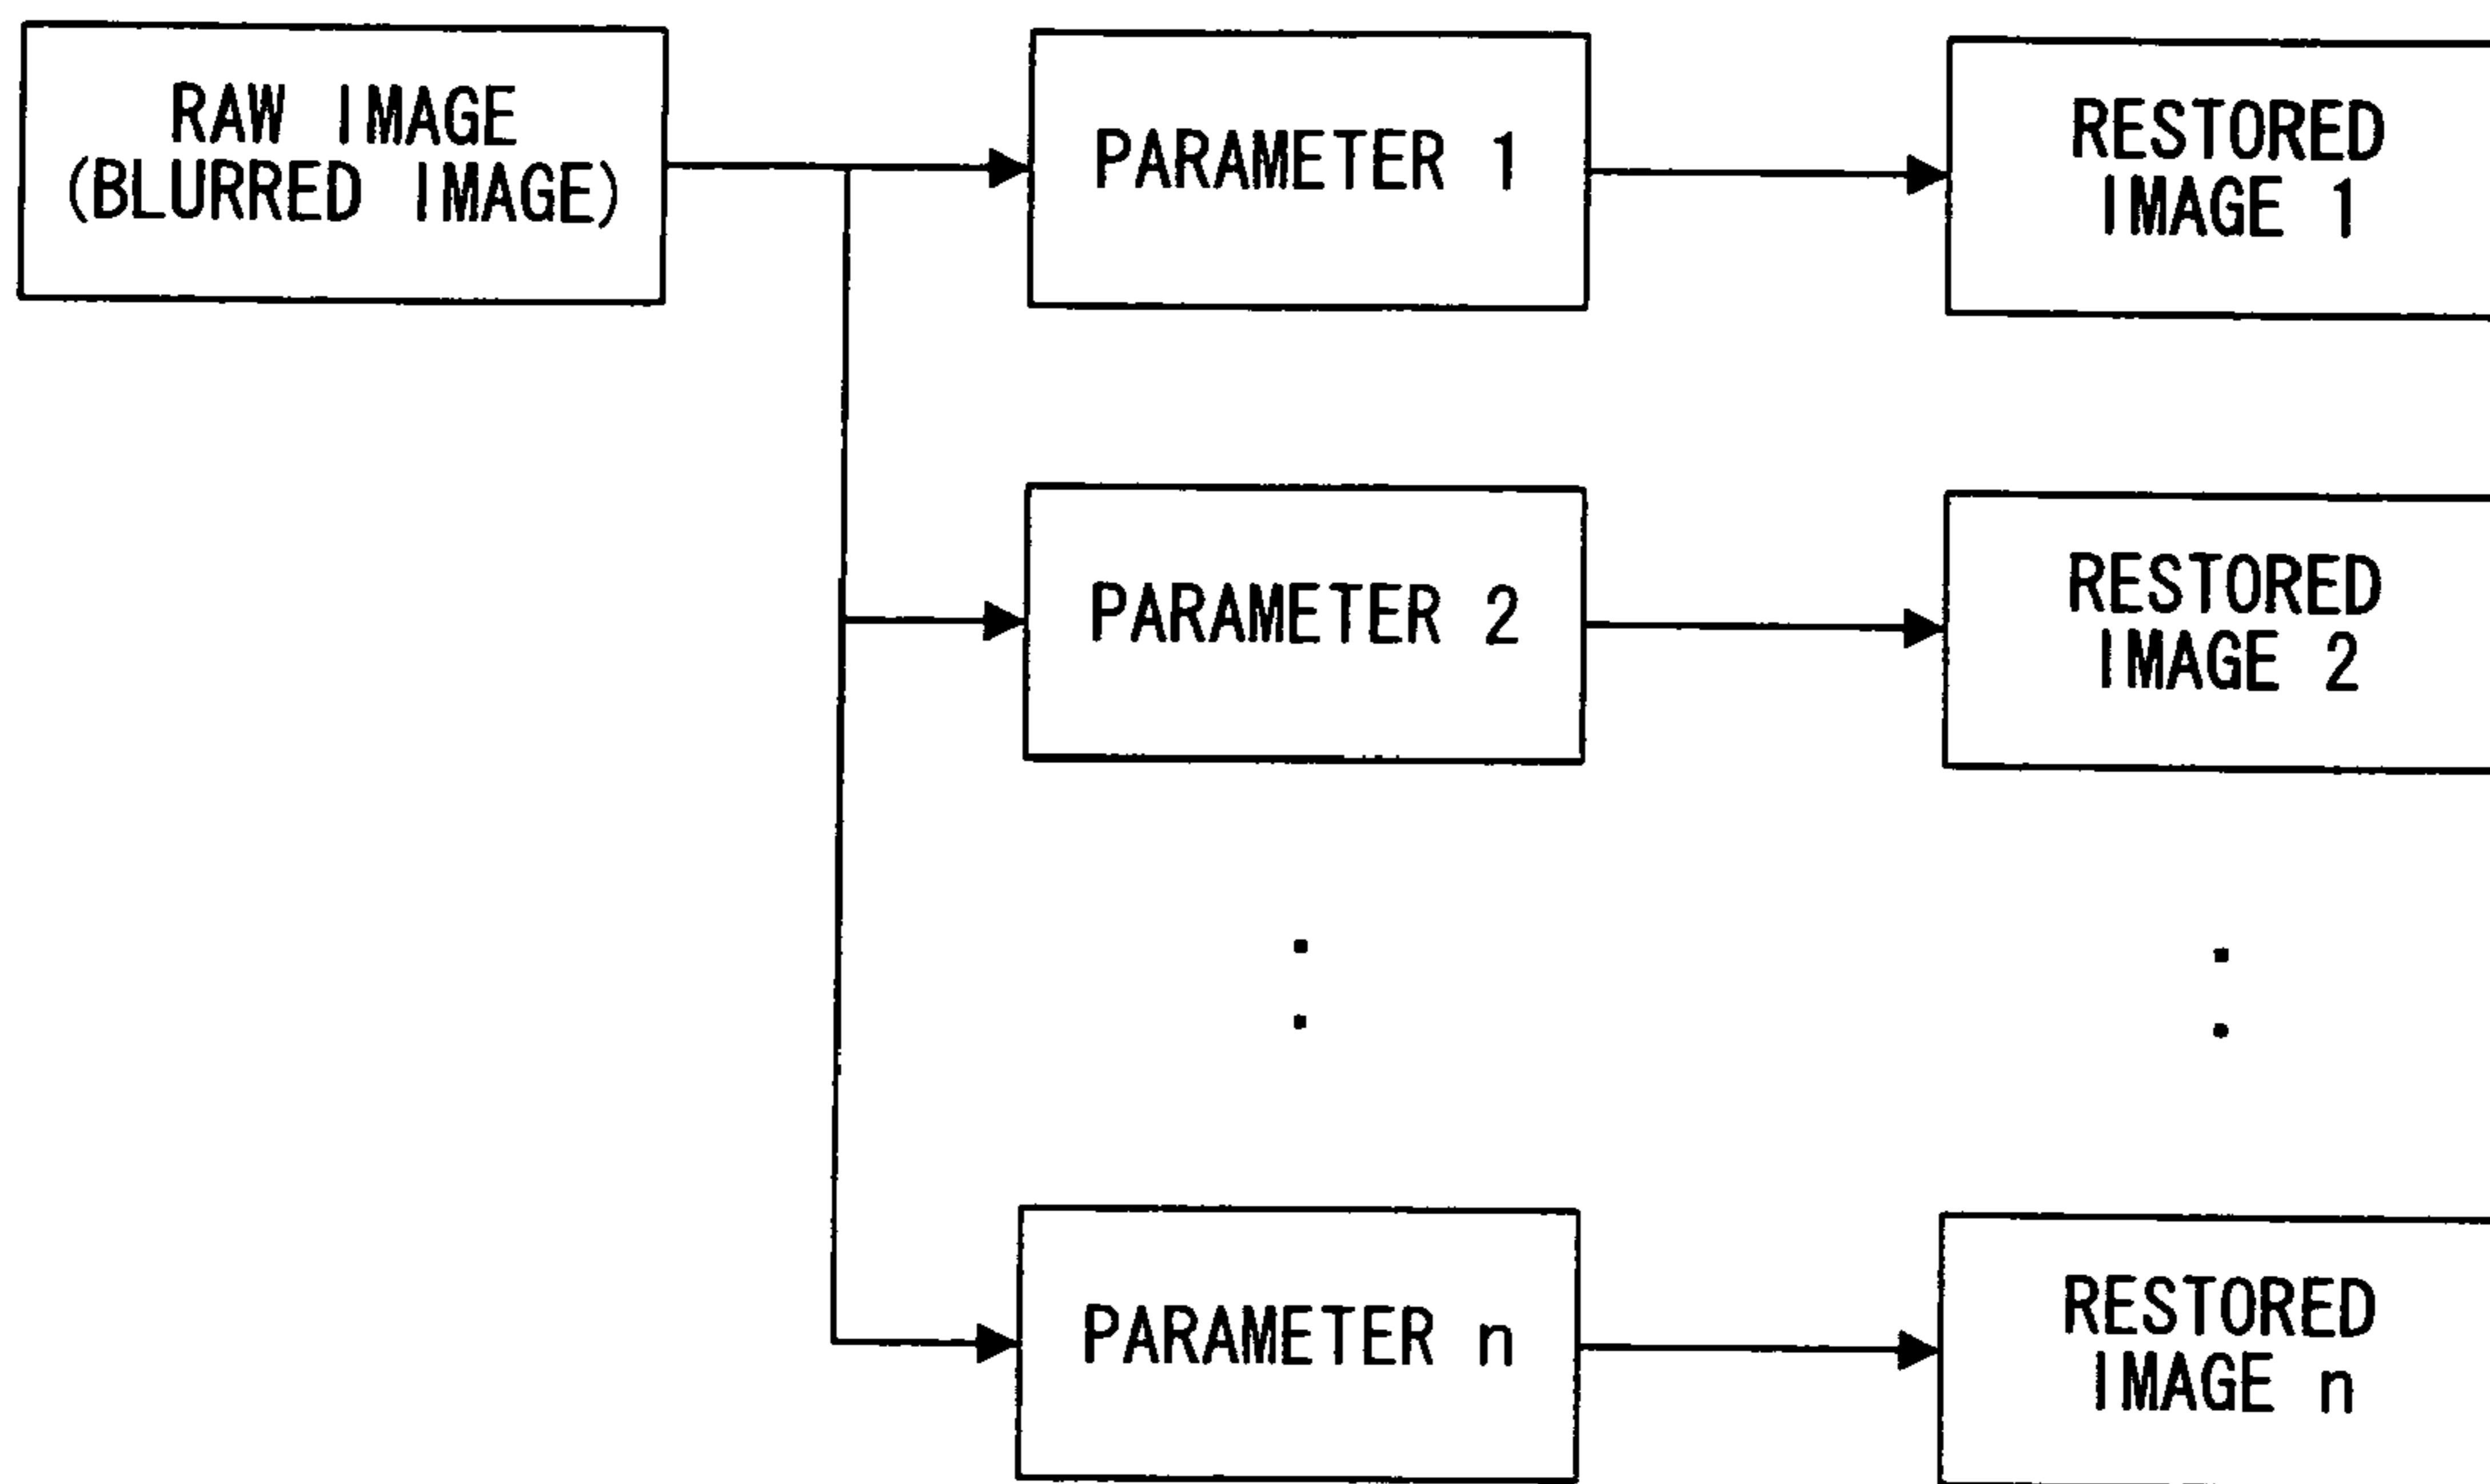 RAW IMAGE
(BLURRED IMAGE)
PARAMETER 1
RESTORED
IMAGE 1
PARAMETER 2
RESTORED
IMAGE 2
PARAMETER n
RESTORED
IMAGE n